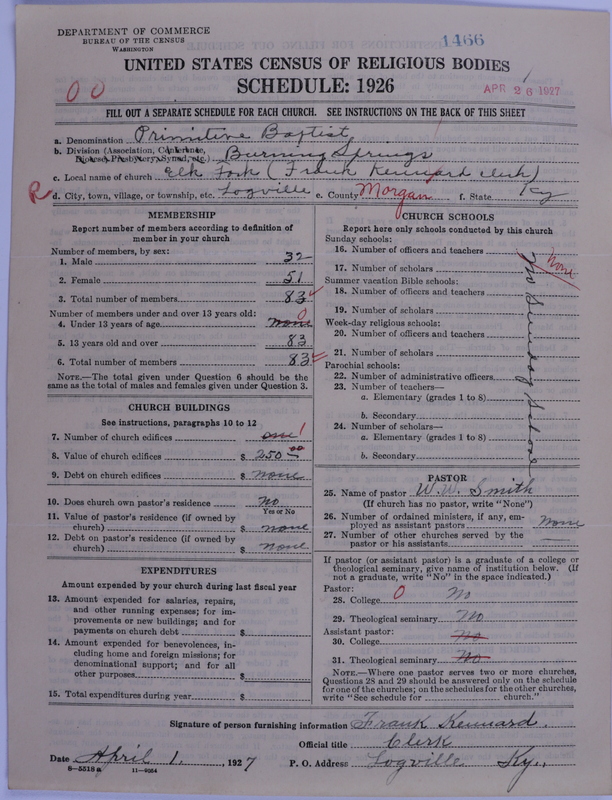 DEPARTMENT OF COMMERCE
BUREAU OF THE CENSUS
WASHINGTON
1466
UNITED STATES CENSUS OF RELIGIOUS BODIES
SCHEDULE: 1926
APR 26 1927
00
FILL OUT A SEPARATE SCHEDULE FOR EACH CHURCH. SEE INSTRUCTIONS ON THE BACK OF THIS SHEET
a. Denomination Primitive Baptist
b. Division (Association, Conference, Diocese, Presbytery, Synod, etc.) Burning Springs
c. Local name of church Elk Fork (Frank Kennard clerk)
R d. City, town, village, or township, etc. Logville e. County Morgan f. State Ky
MEMBERSHIP
Report number of members according to definition of
member in your church
Number of members, by sex:
1. Male 32
2. Female 51
3. Total number of members 83
Number of members under and over 13 years old:
4. Under 13 years of age none 0
5. 13 years old and over 83
6. Total number of members 83
NOTE.—The total given under Question 6 should be the
same as the total of males and females given under Question 3.
CHURCH BUILDINGS
See instructions, paragraphs 10 to 12
7. Number of church edifices one 1
8. Value of church edifices $ 250.00
9. Debt on church edifices $ none
10. Does church own pastor's residence No
Yes or No
11. Value of pastor's residence (if owned by
church) $ none
12. Debt on pastor's residence (if owned by
church) $ none
EXPENDITURES
Amount expended by your church during last fiscal year
13. Amount expended for salaries, repairs,
and other running expenses; for im-
provements or new buildings; and for
payments on church debt $
14. Amount expended for benevolences, in-
cluding home and foreign missions; for
denominational support; and for all
other purposes $
15. Total expenditures during year $
CHURCH SCHOOLS
Report here only schools conducted by this church
Sunday schools:
16. Number of officers and teachers
None
17. Number of scholars
Summer vacation Bible schools:
18. Number of officers and teachers
19. Number of scholars
Week-day religious schools:
20. Number of officers and teachers
21. Number of scholars
Parochial schools:
22. Number of administrative officers
23. Number of teachers—
a. Elementary (grades 1 to 8)
b. Secondary
24. Number of scholars—
a. Elementary (grades 1 to 8)
b. Secondary
No Sunday School
PASTOR
25. Name of pastor W. W. Smith
(If church has no pastor, write "None")
26. Number of ordained ministers, if any, em-
ployed as assistant pastors None
27. Number of other churches served by the
pastor or his assistants —
If pastor (or assistant pastor) is a graduate of a college or
theological seminary, give name of institution below. (If
not a graduate, write "No" in the space indicated.)
Pastor:
28. College 0 No
29. Theological seminary No
Assistant pastor:
30. College No
31. Theological seminary No
NOTE.—Where one pastor serves two or more churches,
Questions 28 and 29 should be answered only on the schedule
for one of the churches; on the schedules for the other churches,
write "See schedule for church."
Signature of person furnishing information Frank Kennard
Official title Clerk
Date April 1, 1927 P. O. Address Logville Ky.
8—5518a 11—9054